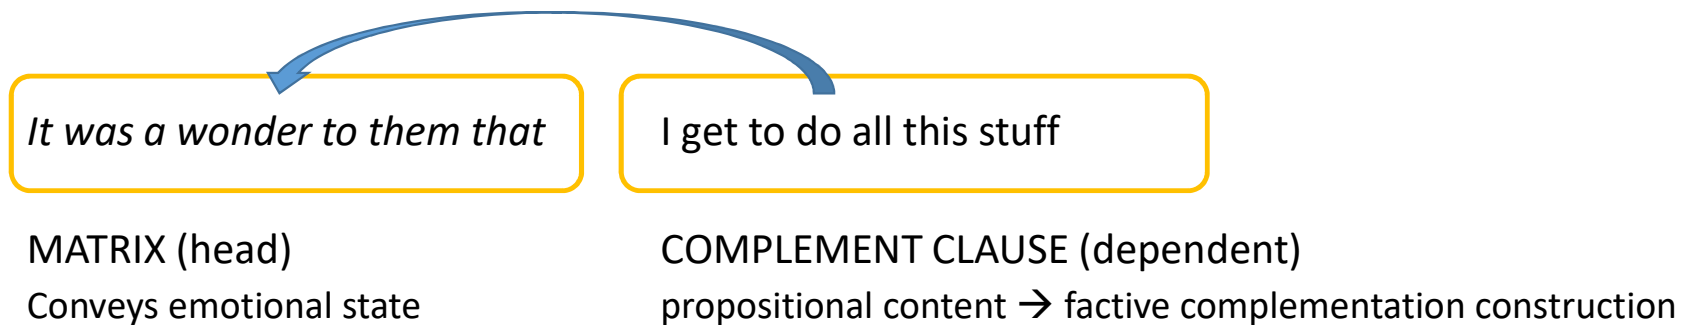 It was a wonder to them that
I get to do all this stuff
MATRIX (head)
COMPLEMENT CLAUSE (dependent)
Conveys emotional state
propositional content → factive complementation construction